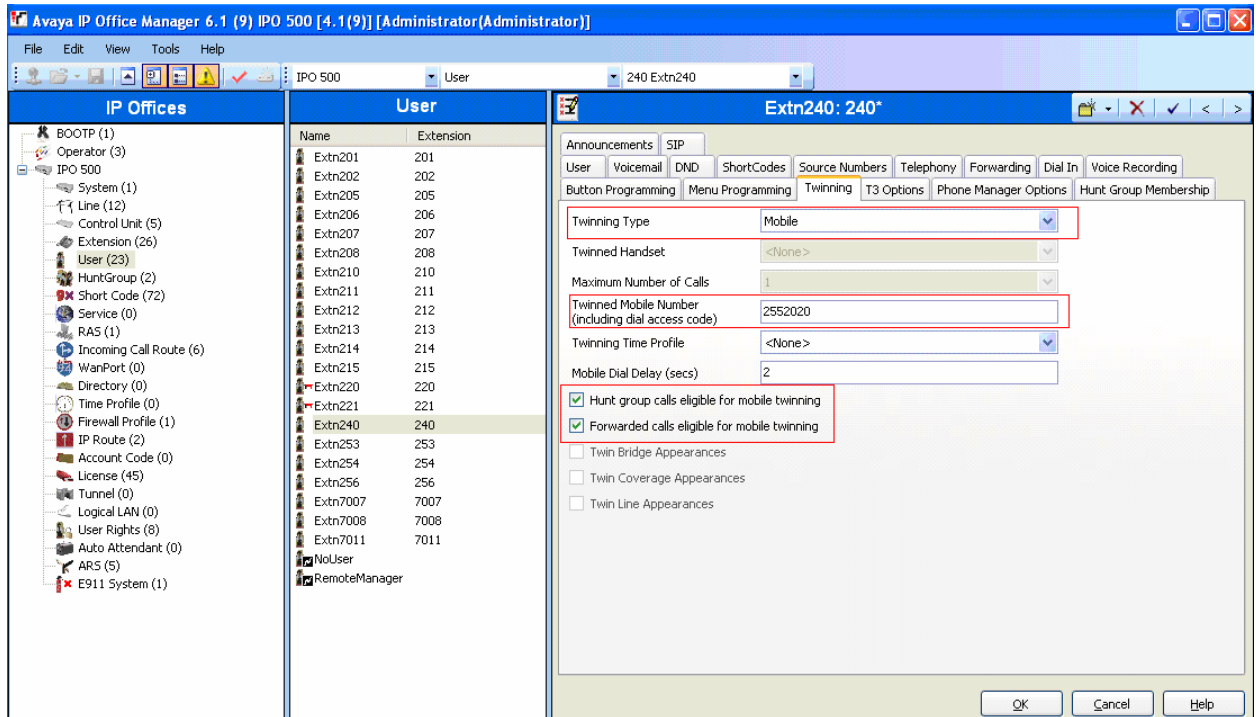 Avaya IP Office Manager 6.1 (9) IPO 500 [4.1(9)] [Administrator(Administrator)]
File Edit View Tools Help
IPO 500 User 240 Extn240
IP Offices
BOOTP (1)
Operator (3)
IPO 500
System (1)
Line (12)
Control Unit (5)
Extension (26)
User (23)
HuntGroup (2)
Short Code (72)
Service (0)
RAS (1)
Incoming Call Route (6)
WanPort (0)
Directory (0)
Time Profile (0)
Firewall Profile (1)
IP Route (2)
Account Code (0)
License (45)
Tunnel (0)
Logical LAN (0)
User Rights (8)
Auto Attendant (0)
ARS (5)
E911 System (1)
User
Name Extension
Extn201 201
Extn202 202
Extn205 205
Extn206 206
Extn207 207
Extn208 208
Extn210 210
Extn211 211
Extn212 212
Extn213 213
Extn214 214
Extn215 215
Extn220 220
Extn221 221
Extn240 240
Extn253 253
Extn254 254
Extn256 256
Extn7007 7007
Extn7008 7008
Extn7011 7011
NoUser
RemoteManager
Extn240: 240*
Announcements SIP
User Voicemail DND ShortCodes Source Numbers Telephony Forwarding Dial In Voice Recording
Button Programming Menu Programming Twinning T3 Options Phone Manager Options Hunt Group Membership
Twinning Type Mobile
Twinned Handset <None>
Maximum Number of Calls 1
Twinned Mobile Number
(including dial access code) 2552020
Twinning Time Profile <None>
Mobile Dial Delay (secs) 2
Hunt group calls eligible for mobile twinning
Forwarded calls eligible for mobile twinning
Twin Bridge Appearances
Twin Coverage Appearances
Twin Line Appearances
OK Cancel Help